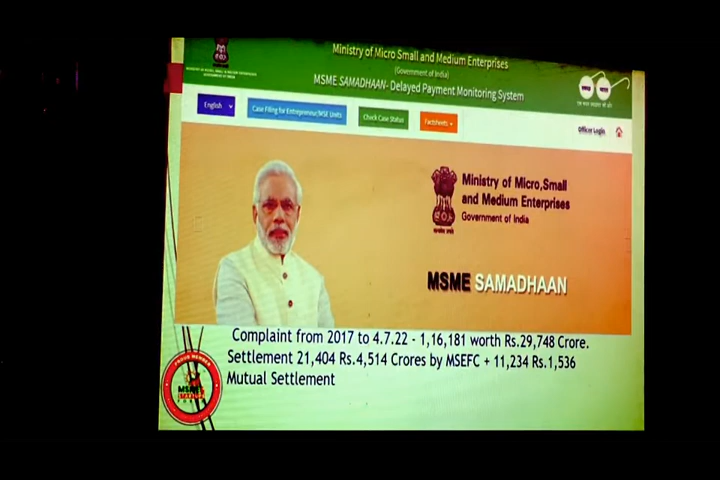 Ministry of Micro Small and Medium Enterprises
(Government of India)
MSME SAMADHAAN- Delayed Payment Monitoring System
English
Case Filing for Entrepreneur/MSE Units
Check Case Status
Factsheets
Officer Login
Ministry of Micro,Small
and Medium Enterprises
Government of India
MSME SAMADHAAN
Complaint from 2017 to 4.7.22 - 1,16,181 worth Rs.29,748 Crore.
Settlement 21,404 Rs.4,514 Crores by MSEFC + 11,234 Rs.1,536
Mutual Settlement